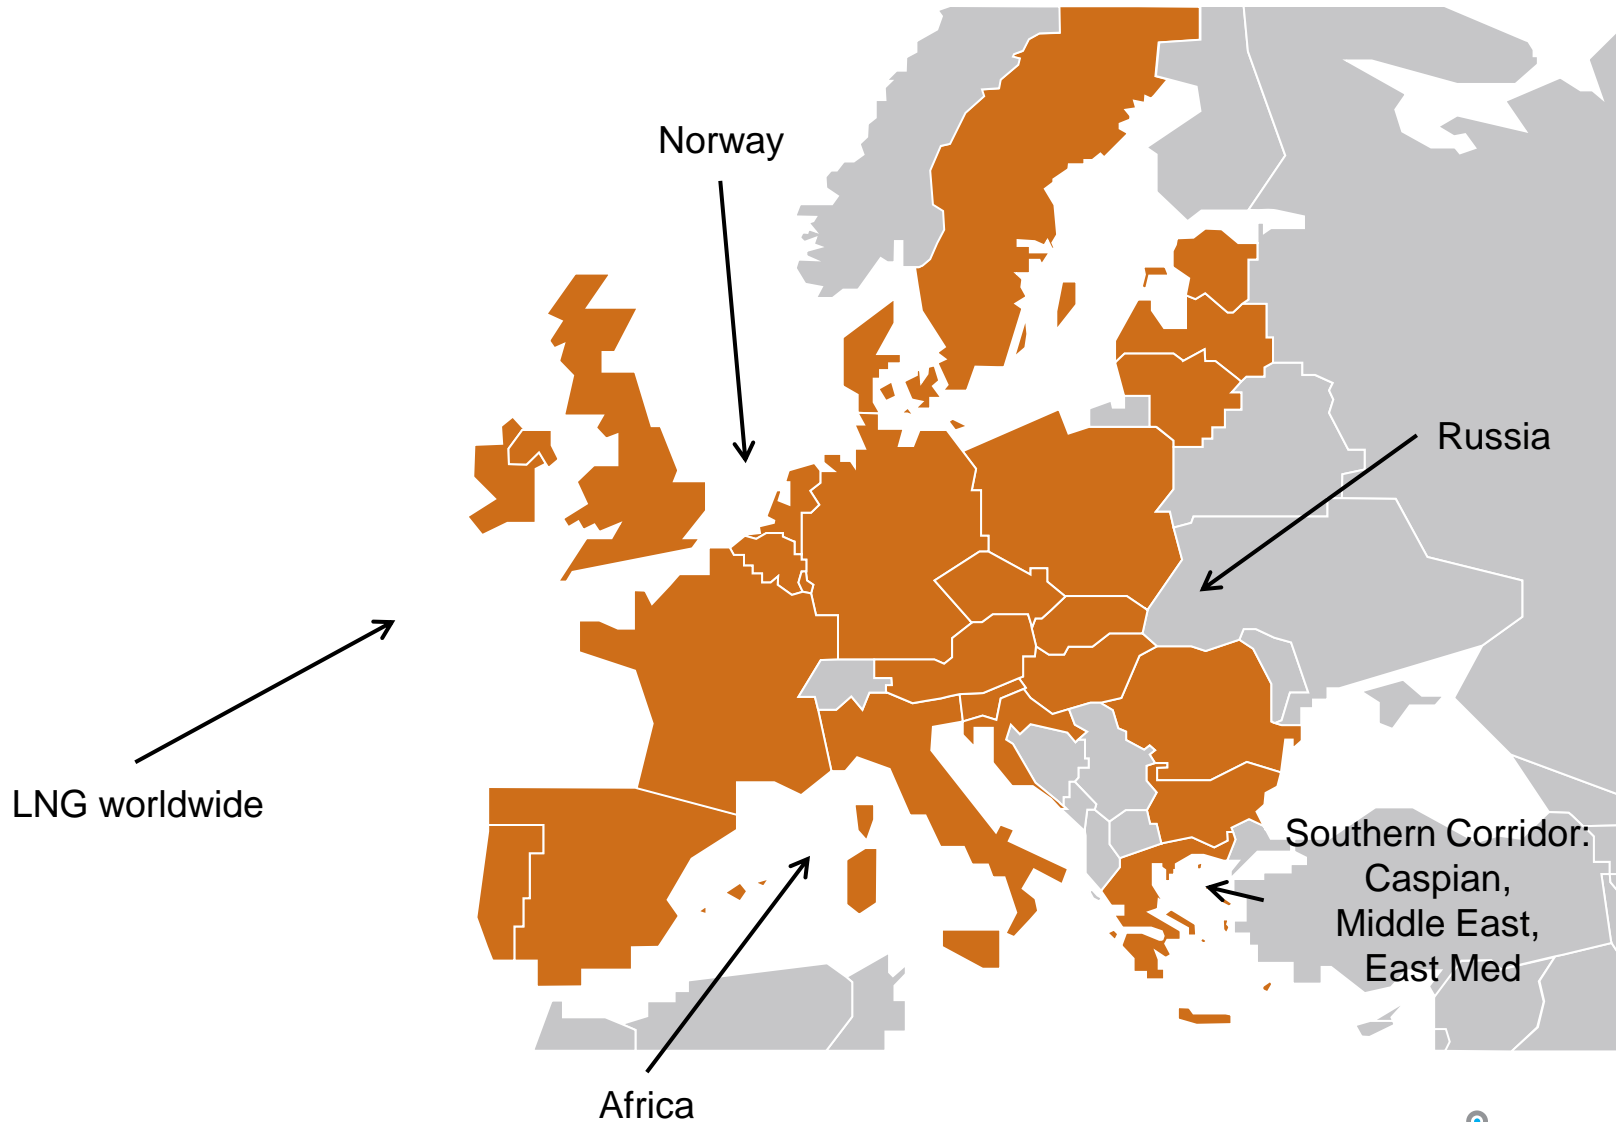 Norway
Russia
LNG worldwide
Southern Corridor:
Caspian,
Middle East,
East Med
Africa